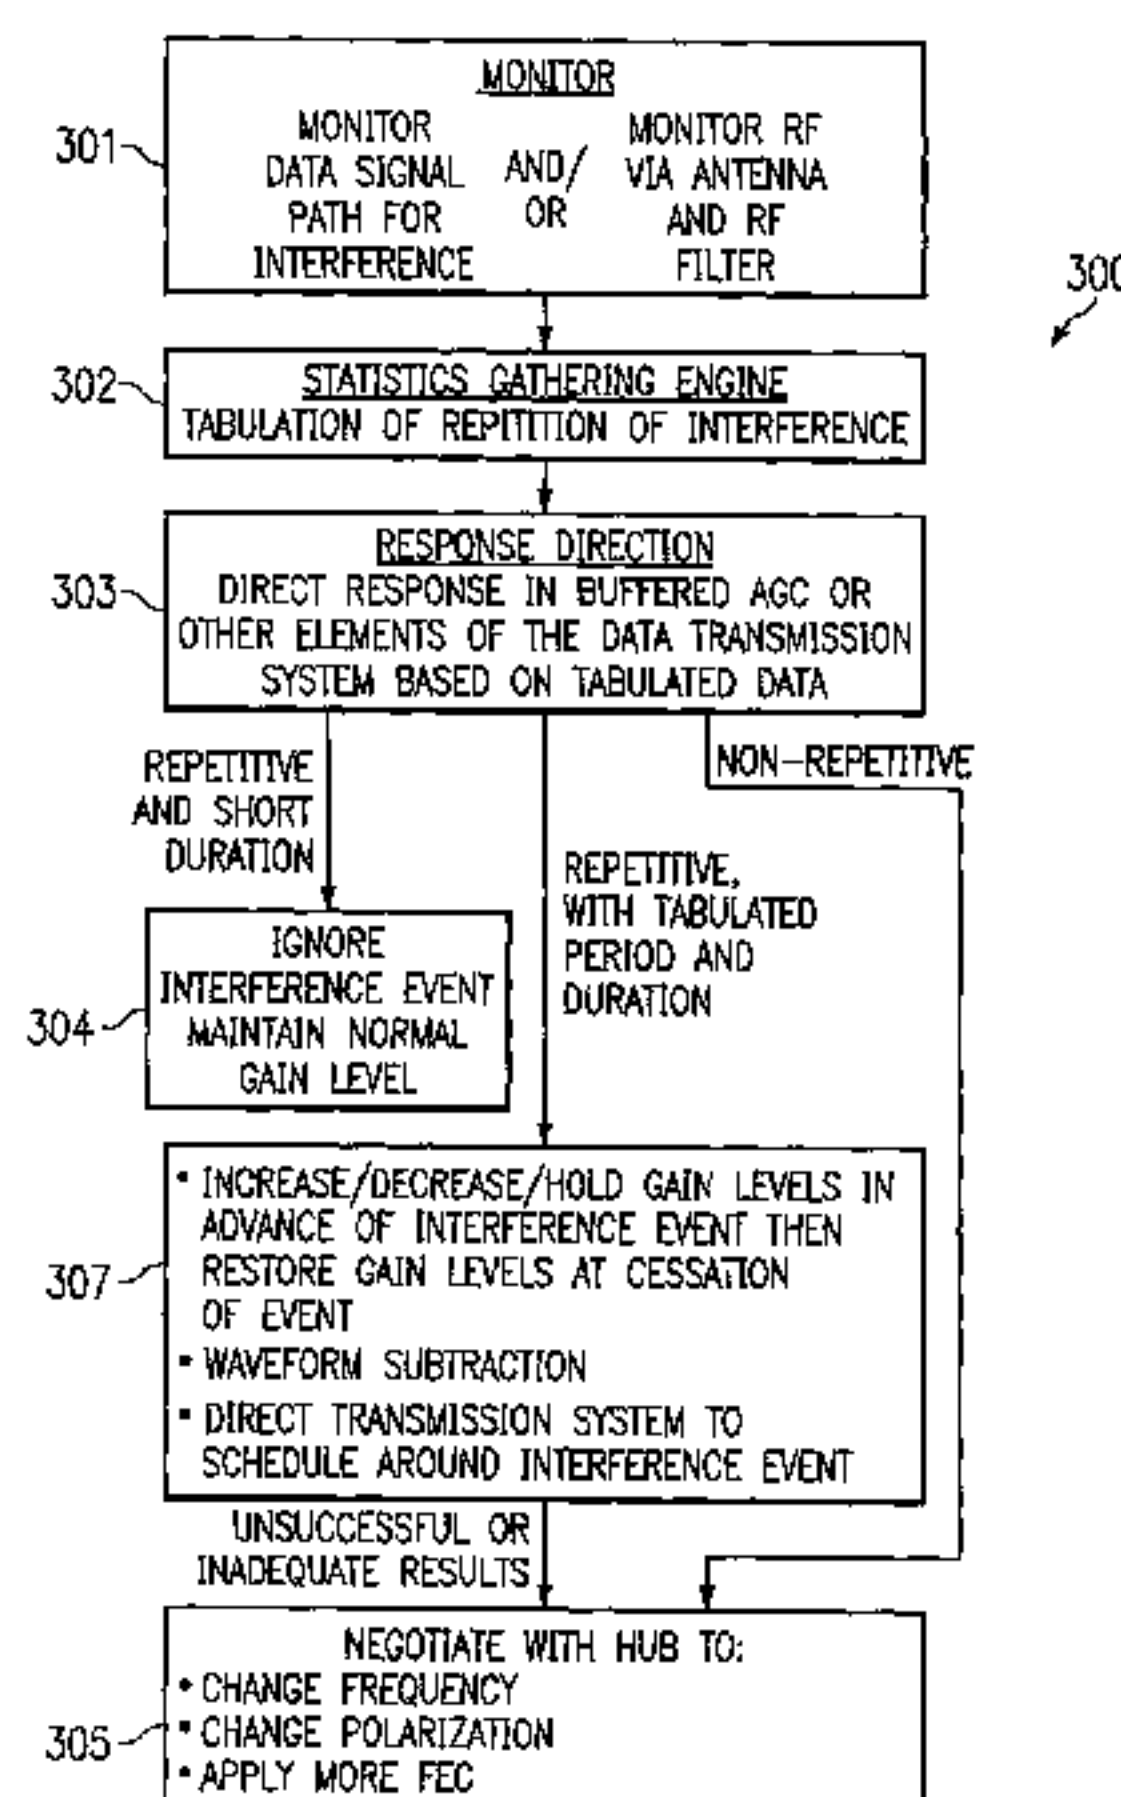 MONITOR
301
MONITOR
DATA SIGNAL
PATH FOR
INTERFERENCE
AND/
OR
MONITOR RF
VIA ANTENNA
AND RF
FILTER
300
302
STATISTICS GATHERING ENGINE
TABULATION OF REPITITION OF INTERFERENCE
303
RESPONSE DIRECTION
DIRECT RESPONSE IN BUFFERED AGC OR
OTHER ELEMENTS OF THE DATA TRANSMISSION
SYSTEM BASED ON TABULATED DATA
REPETITIVE
AND SHORT
DURATION
NON-REPETITIVE
REPETITIVE,
WITH TABULATED
PERIOD AND
DURATION
304
IGNORE
INTERFERENCE EVENT
MAINTAIN NORMAL
GAIN LEVEL
307
• INCREASE/DECREASE/HOLD GAIN LEVELS IN
ADVANCE OF INTERFERENCE EVENT THEN
RESTORE GAIN LEVELS AT CESSATION
OF EVENT
• WAVEFORM SUBTRACTION
• DIRECT TRANSMISSION SYSTEM TO
SCHEDULE AROUND INTERFERENCE EVENT
UNSUCCESSFUL OR
INADEQUATE RESULTS
NEGOTIATE WITH HUB TO:
• CHANGE FREQUENCY
• CHANGE POLARIZATION
• APPLY MORE FEC